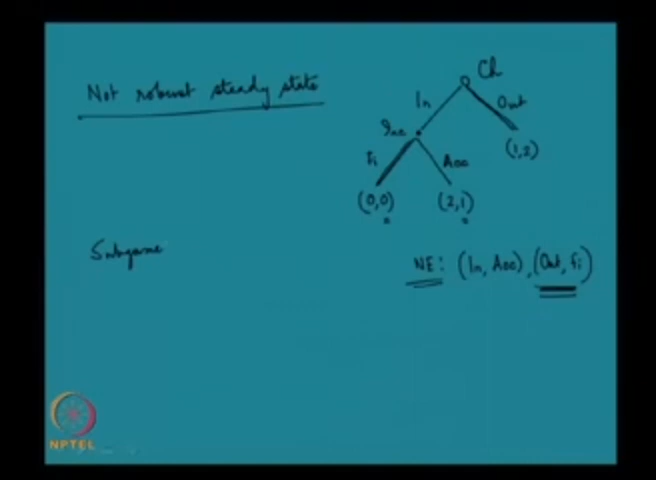 Not robust steady state
Ch
In
Out
Inc
Fi
Acc
(1,2)
(0,0)
(2,1)
Subgame
NE: (In, Acc), (Out, Fi)
NPTEL